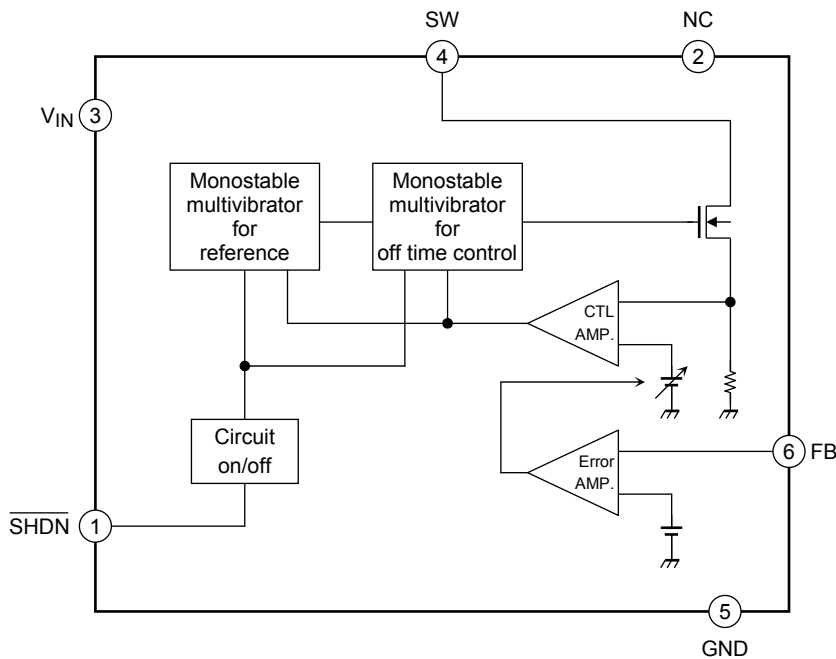 SW
NC
4
2
3
VIN
Monostable
multivibrator
for
reference
Monostable
multivibrator
for
off time control
CTL
AMP.
Circuit
on/off
Error
AMP.
6
FB
SHDN
1
5
GND